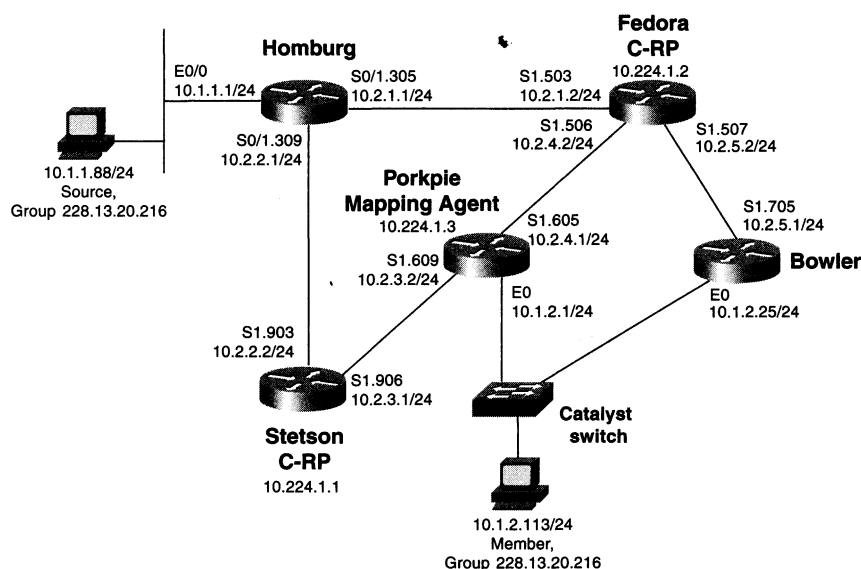 Homburg
E0/0
10.1.1.1/24
S0/1.305
10.2.1.1/24
Fedora
C-RP
10.224.1.2
S1.503
10.2.1.2/24
S0/1.309
10.2.2.1/24
S1.506
10.2.4.2/24
S1.507
10.2.5.2/24
10.1.1.88/24
Source,
Group 228.13.20.216
Porkpie
Mapping Agent
10.224.1.3
S1.605
10.2.4.1/24
S1.705
10.2.5.1/24
Bowler
S1.609
10.2.3.2/24
E0
10.1.2.1/24
E0
10.1.2.25/24
S1.903
10.2.2.2/24
S1.906
10.2.3.1/24
Stetson
C-RP
10.224.1.1
Catalyst
switch
10.1.2.113/24
Member,
Group 228.13.20.216